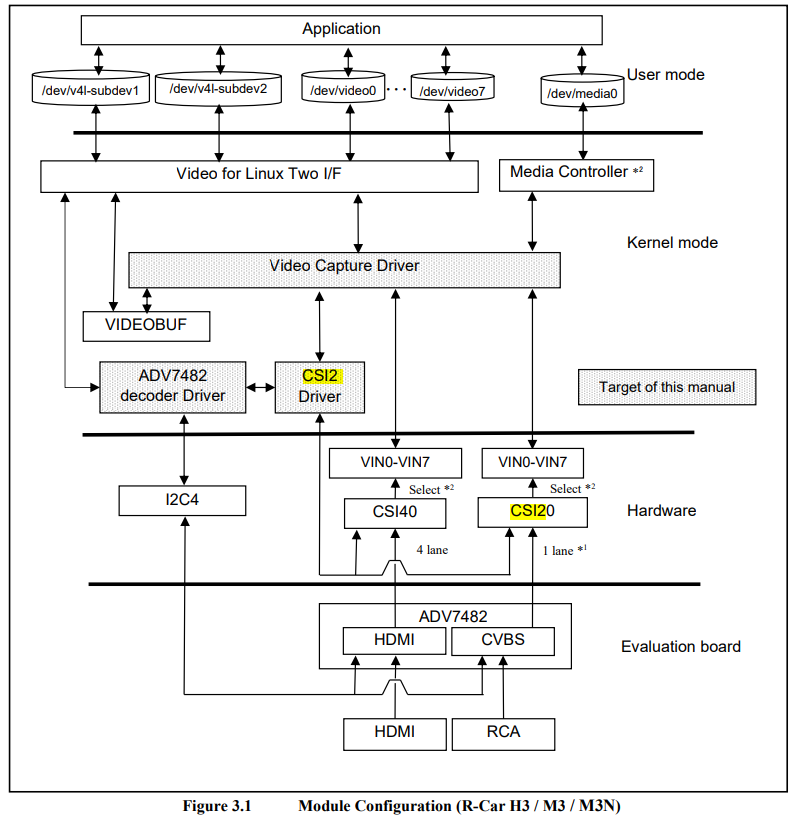 Application
User mode
/dev/v4l-subdev1
/dev/v4l-subdev2
/dev/video0
...
/dev/video7
/dev/media0
Video for Linux Two I/F
Media Controller *2
Kernel mode
Video Capture Driver
VIDEOBUF
ADV7482
decoder Driver
CSI2
Driver
Target of this manual
VIN0-VIN7
VIN0-VIN7
Select *2
Select *2
I2C4
CSI40
CSI20
Hardware
4 lane
1 lane *1
ADV7482
HDMI
CVBS
Evaluation board
HDMI
RCA
Figure 3.1 Module Configuration (R-Car H3 / M3 / M3N)